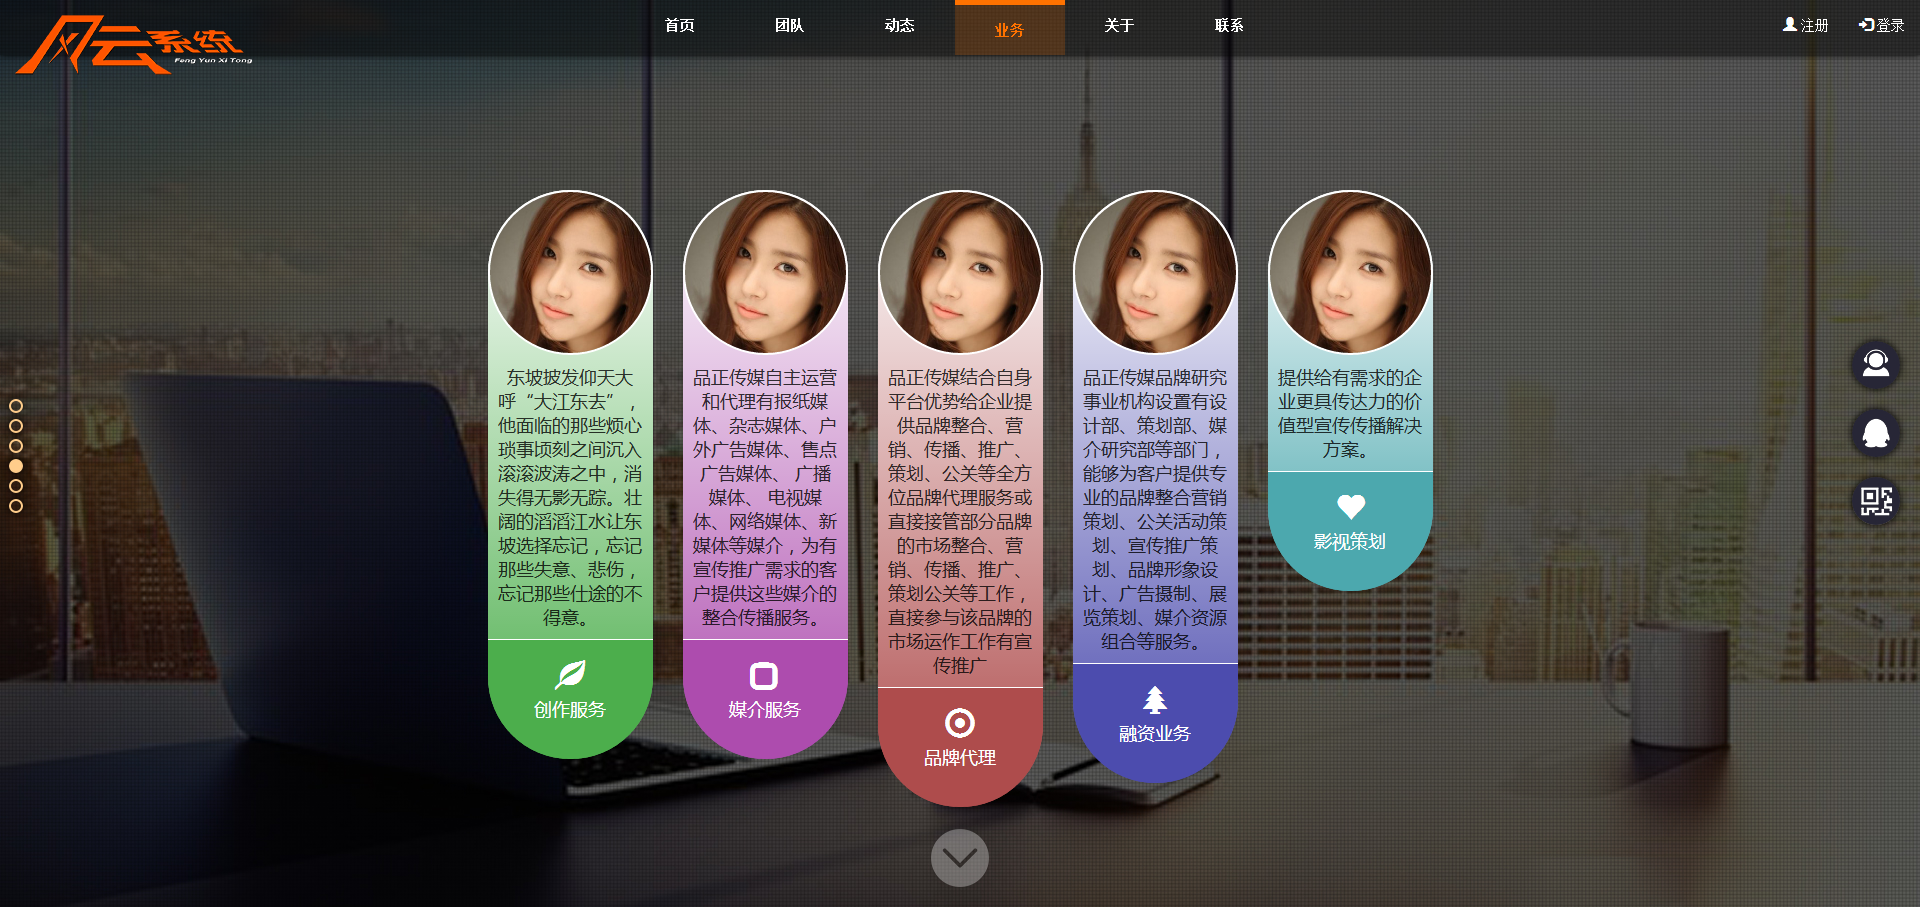 风云系统
Feng Yun Xi Tong
首页
团队
动态
业务
关于
联系
注册
登录
东坡披发仰天大
呼“大江东去”，
他面临的那些烦心
琐事顷刻之间沉入
滚滚波涛之中，消
失得无影无踪。壮
阔的滔滔江水让东
坡选择忘记，忘记
那些失意、悲伤，
忘记那些仕途的不
得意。
创作服务
品正传媒自主运营
和代理有报纸媒
体、杂志媒体、户
外广告媒体、售点
广告媒体、 广播
媒体、 电视媒
体、网络媒体、新
媒体等媒介，为有
宣传推广需求的客
户提供这些媒介的
整合传播服务。
媒介服务
品正传媒结合自身
平台优势给企业提
供品牌整合、营
销、传播、推广、
策划、公关等全方
位品牌代理服务或
直接接管部分品牌
的市场整合、营
销、传播、推广、
策划公关等工作，
直接参与该品牌的
市场运作工作有宣
传推广
品牌代理
品正传媒品牌研究
事业机构设置有设
计部、策划部、媒
介研究部等部门，
能够为客户提供专
业的品牌整合营销
策划、公关活动策
划、宣传推广策
划、品牌形象设
计、广告摄制、展
览策划、媒介资源
组合等服务。
融资业务
提供给有需求的企
业更具传达力的价
值型宣传传播解决
方案。
影视策划